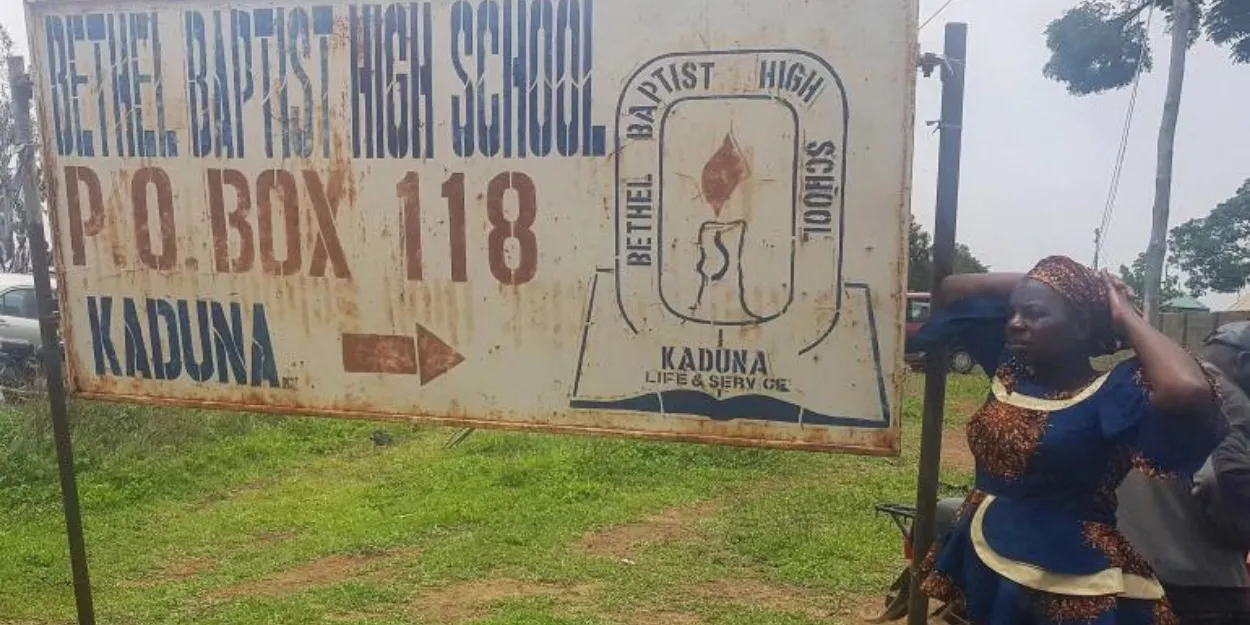 BETHEL BAPTIST HIGH SCHOOL
P.O. BOX 118
KADUNA
BETHEL BAPTIST HIGH SCHOOL
KADUNA
LIFE & SERVICE